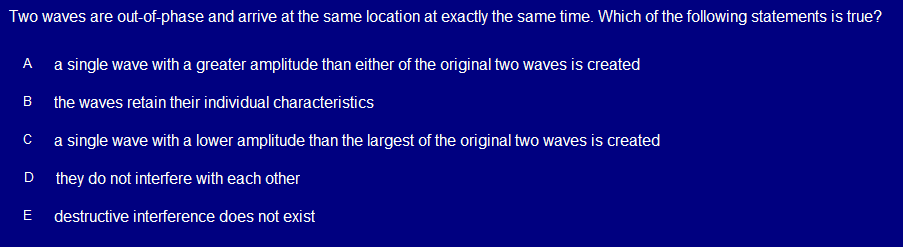 Two waves are out-of-phase and arrive at the same location at exactly the same time. Which of the following statements is true?
A a single wave with a greater amplitude than either of the original two waves is created
B the waves retain their individual characteristics
C a single wave with a lower amplitude than the largest of the original two waves is created
D they do not interfere with each other
E destructive interference does not exist